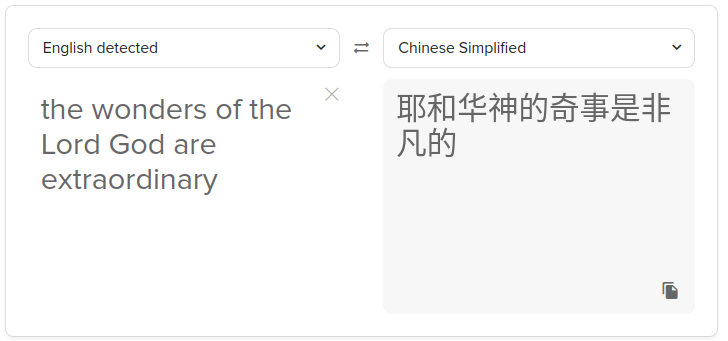 English detected
Chinese Simplified
the wonders of the
Lord God are
extraordinary
耶和华神的奇事是非
凡的